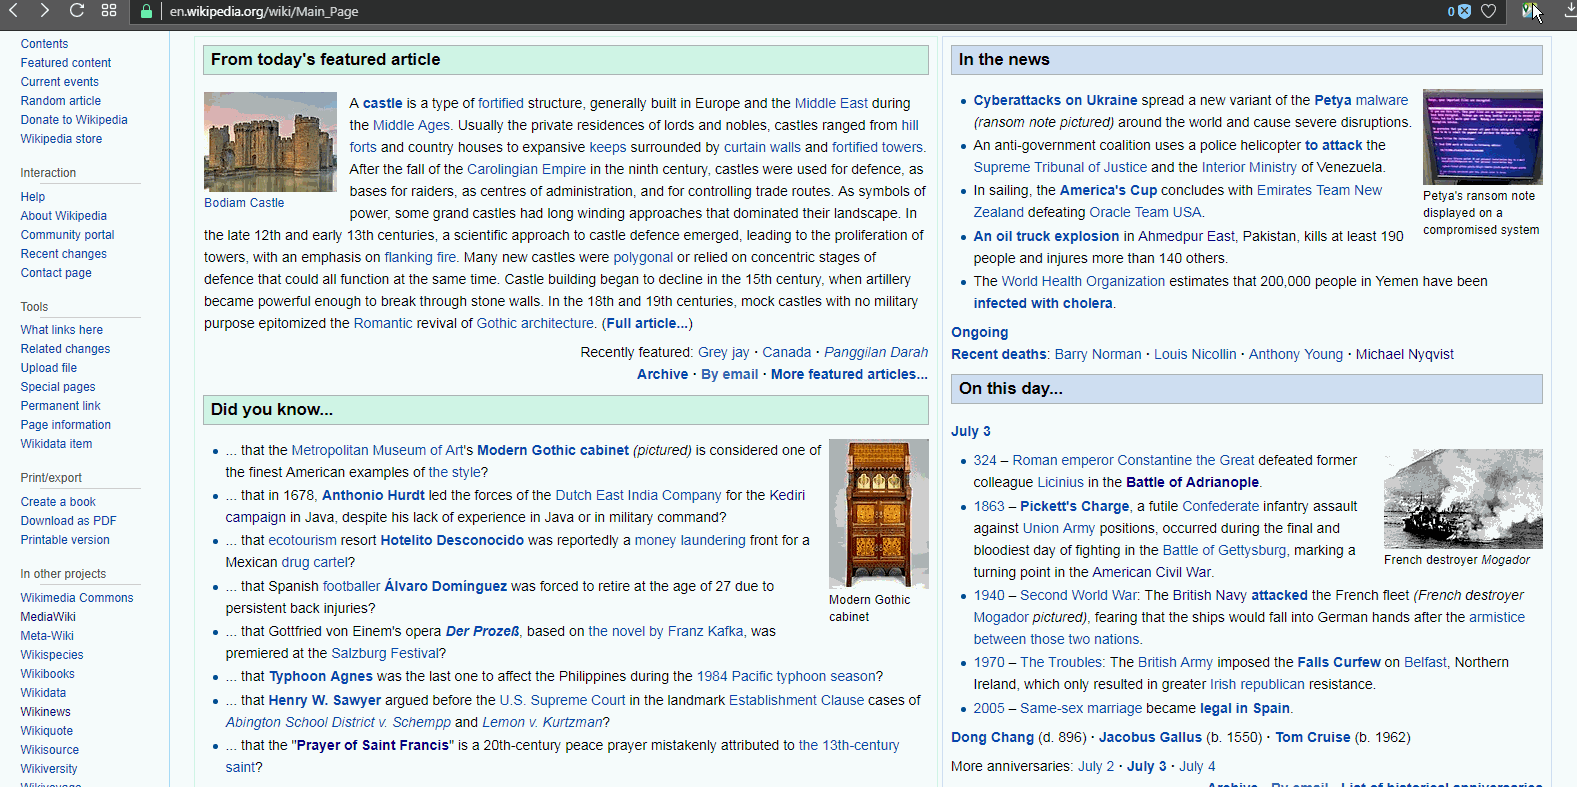 en.wikipedia.org/wiki/Main_Page
0
Contents
Featured content
Current events
Random article
Donate to Wikipedia
Wikipedia store
Interaction
Help
About Wikipedia
Community portal
Recent changes
Contact page
Tools
What links here
Related changes
Upload file
Special pages
Permanent link
Page information
Wikidata item
Print/export
Create a book
Download as PDF
Printable version
In other projects
Wikimedia Commons
MediaWiki
Meta-Wiki
Wikispecies
Wikibooks
Wikidata
Wikinews
Wikiquote
Wikisource
Wikiversity
Wikivoyage
From today's featured article
Bodiam Castle
A castle is a type of fortified structure, generally built in Europe and the Middle East during
the Middle Ages. Usually the private residences of lords and nobles, castles ranged from hill
forts and country houses to expansive keeps surrounded by curtain walls and fortified towers.
After the fall of the Carolingian Empire in the ninth century, castles were used for defence, as
bases for raiders, as centres of administration, and for controlling trade routes. As symbols of
power, some grand castles had long winding approaches that dominated their landscape. In
the late 12th and early 13th centuries, a scientific approach to castle defence emerged, leading to the proliferation of
towers, with an emphasis on flanking fire. Many new castles were polygonal or relied on concentric stages of
defence that could all function at the same time. Castle building began to decline in the 15th century, when artillery
became powerful enough to break through stone walls. In the 18th and 19th centuries, mock castles with no military
purpose epitomized the Romantic revival of Gothic architecture. (Full article...)
Recently featured: Grey jay · Canada · Panggilan Darah
Archive · By email · More featured articles...
Did you know...
... that the Metropolitan Museum of Art's Modern Gothic cabinet (pictured) is considered one of
the finest American examples of the style?
... that in 1678, Anthonio Hurdt led the forces of the Dutch East India Company for the Kediri
campaign in Java, despite his lack of experience in Java or in military command?
... that ecotourism resort Hotelito Desconocido was reportedly a money laundering front for a
Mexican drug cartel?
... that Spanish footballer Álvaro Domínguez was forced to retire at the age of 27 due to
persistent back injuries?
... that Gottfried von Einem's opera Der Prozeß, based on the novel by Franz Kafka, was
premiered at the Salzburg Festival?
... that Typhoon Agnes was the last one to affect the Philippines during the 1984 Pacific typhoon season?
... that Henry W. Sawyer argued before the U.S. Supreme Court in the landmark Establishment Clause cases of
Abington School District v. Schempp and Lemon v. Kurtzman?
... that the "Prayer of Saint Francis" is a 20th-century peace prayer mistakenly attributed to the 13th-century
saint?
Modern Gothic
cabinet
In the news
Cyberattacks on Ukraine spread a new variant of the Petya malware
(ransom note pictured) around the world and cause severe disruptions.
An anti-government coalition uses a police helicopter to attack the
Supreme Tribunal of Justice and the Interior Ministry of Venezuela.
In sailing, the America's Cup concludes with Emirates Team New
Zealand defeating Oracle Team USA.
An oil truck explosion in Ahmedpur East, Pakistan, kills at least 190
people and injures more than 140 others.
The World Health Organization estimates that 200,000 people in Yemen have been
infected with cholera.
Petya's ransom note
displayed on a
compromised system
Ongoing
Recent deaths: Barry Norman · Louis Nicollin · Anthony Young · Michael Nyqvist
On this day...
July 3
324 – Roman emperor Constantine the Great defeated former
colleague Licinius in the Battle of Adrianople.
1863 – Pickett's Charge, a futile Confederate infantry assault
against Union Army positions, occurred during the final and
bloodiest day of fighting in the Battle of Gettysburg, marking a
turning point in the American Civil War.
1940 – Second World War: The British Navy attacked the French fleet (French destroyer
Mogador pictured), fearing that the ships would fall into German hands after the armistice
between those two nations.
1970 – The Troubles: The British Army imposed the Falls Curfew on Belfast, Northern
Ireland, which only resulted in greater Irish republican resistance.
2005 – Same-sex marriage became legal in Spain.
French destroyer Mogador
Dong Chang (d. 896) · Jacobus Gallus (b. 1550) · Tom Cruise (b. 1962)
More anniversaries: July 2 · July 3 · July 4
Archive · By email · List of historical anniversaries